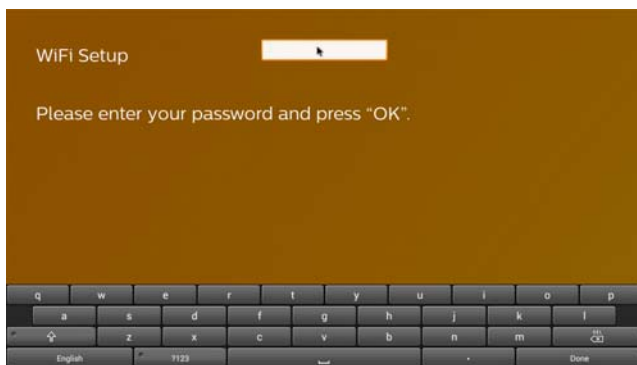 WiFi Setup
Please enter your password and press “OK”.
q w e r t y u i o p
a s d f g h j k l
z x c v b n m
English ?123 . Done